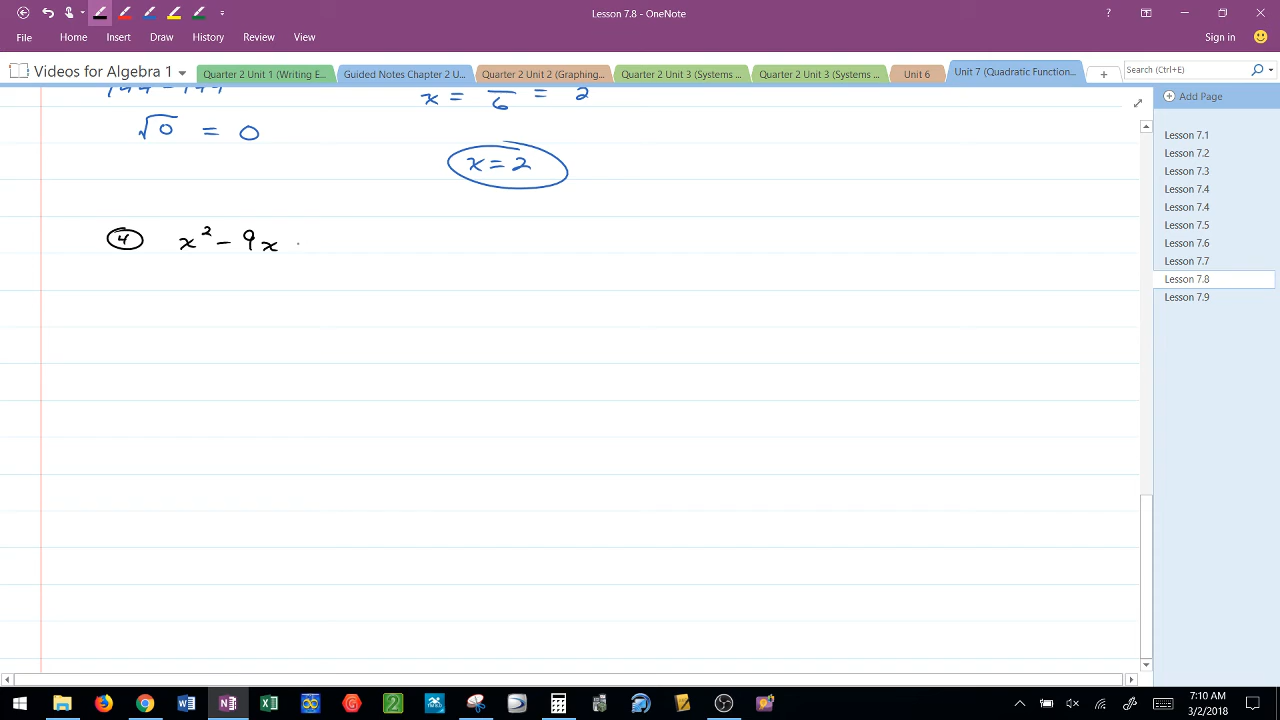 Lesson 7.8 - OneNote
File Home Insert Draw History Review View Sign in
Videos for Algebra 1 Quarter 2 Unit 1 (Writing E... Guided Notes Chapter 2 U... Quarter 2 Unit 2 (Graphing,... Quarter 2 Unit 3 (Systems ... Quarter 2 Unit 3 (Systems ... Unit 6 Unit 7 (Quadratic Function... Search (Ctrl+E)
Add Page
x = — = 2
6
√0 = 0
x = 2
4 x² - 9x
Lesson 7.1
Lesson 7.2
Lesson 7.3
Lesson 7.4
Lesson 7.4
Lesson 7.5
Lesson 7.6
Lesson 7.7
Lesson 7.8
Lesson 7.9
7:10 AM
3/2/2018